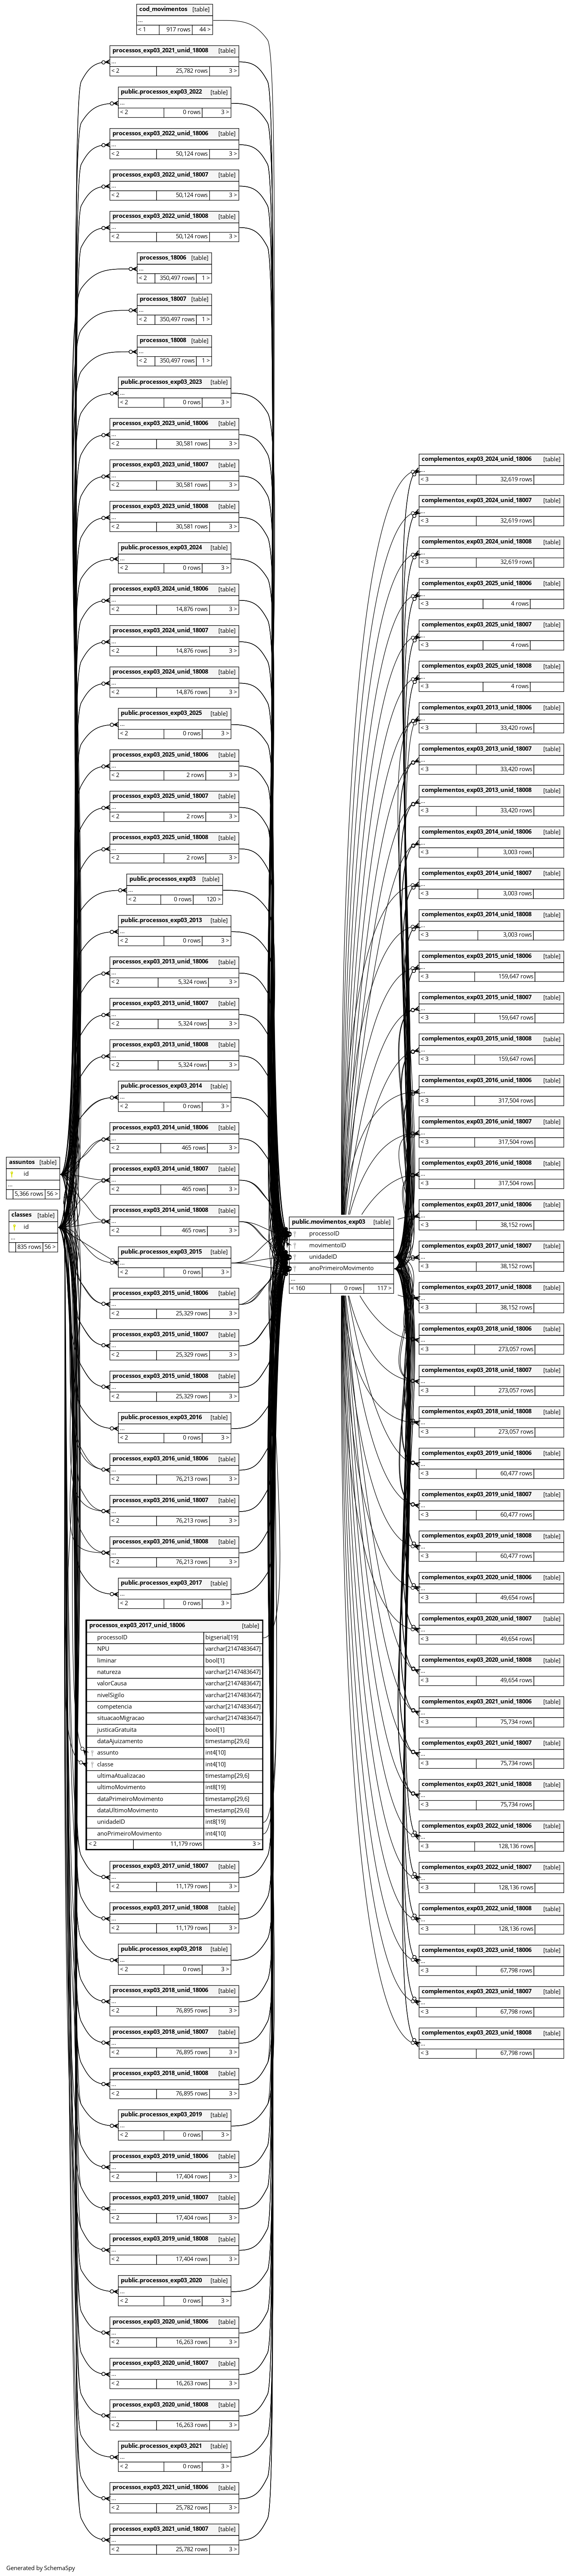 cod_movimentos [table]
...
< 1 917 rows 44 >
processos_exp03_2021_unid_18008 [table]
...
< 2 25,782 rows 3 >
public.processos_exp03_2022 [table]
...
< 2 0 rows 3 >
processos_exp03_2022_unid_18006 [table]
...
< 2 50,124 rows 3 >
processos_exp03_2022_unid_18007 [table]
...
< 2 50,124 rows 3 >
processos_exp03_2022_unid_18008 [table]
...
< 2 50,124 rows 3 >
processos_18006 [table]
...
< 2 350,497 rows 1 >
processos_18007 [table]
...
< 2 350,497 rows 1 >
processos_18008 [table]
...
< 2 350,497 rows 1 >
public.processos_exp03_2023 [table]
...
< 2 0 rows 3 >
processos_exp03_2023_unid_18006 [table]
...
< 2 30,581 rows 3 >
processos_exp03_2023_unid_18007 [table]
...
< 2 30,581 rows 3 >
processos_exp03_2023_unid_18008 [table]
...
< 2 30,581 rows 3 >
public.processos_exp03_2024 [table]
...
< 2 0 rows 3 >
processos_exp03_2024_unid_18006 [table]
...
< 2 14,876 rows 3 >
processos_exp03_2024_unid_18007 [table]
...
< 2 14,876 rows 3 >
processos_exp03_2024_unid_18008 [table]
...
< 2 14,876 rows 3 >
public.processos_exp03_2025 [table]
...
< 2 0 rows 3 >
processos_exp03_2025_unid_18006 [table]
...
< 2 2 rows 3 >
processos_exp03_2025_unid_18007 [table]
...
< 2 2 rows 3 >
processos_exp03_2025_unid_18008 [table]
...
< 2 2 rows 3 >
public.processos_exp03 [table]
...
< 2 0 rows 120 >
public.processos_exp03_2013 [table]
...
< 2 0 rows 3 >
processos_exp03_2013_unid_18006 [table]
...
< 2 5,324 rows 3 >
processos_exp03_2013_unid_18007 [table]
...
< 2 5,324 rows 3 >
processos_exp03_2013_unid_18008 [table]
...
< 2 5,324 rows 3 >
public.processos_exp03_2014 [table]
...
< 2 0 rows 3 >
processos_exp03_2014_unid_18006 [table]
...
< 2 465 rows 3 >
processos_exp03_2014_unid_18007 [table]
...
< 2 465 rows 3 >
processos_exp03_2014_unid_18008 [table]
...
< 2 465 rows 3 >
public.processos_exp03_2015 [table]
...
< 2 0 rows 3 >
processos_exp03_2015_unid_18006 [table]
...
< 2 25,329 rows 3 >
processos_exp03_2015_unid_18007 [table]
...
< 2 25,329 rows 3 >
processos_exp03_2015_unid_18008 [table]
...
< 2 25,329 rows 3 >
public.processos_exp03_2016 [table]
...
< 2 0 rows 3 >
processos_exp03_2016_unid_18006 [table]
...
< 2 76,213 rows 3 >
processos_exp03_2016_unid_18007 [table]
...
< 2 76,213 rows 3 >
processos_exp03_2016_unid_18008 [table]
...
< 2 76,213 rows 3 >
public.processos_exp03_2017 [table]
...
< 2 0 rows 3 >
processos_exp03_2017_unid_18006 [table]
processoID bigserial[19]
NPU varchar[2147483647]
liminar bool[1]
natureza varchar[2147483647]
valorCausa varchar[2147483647]
nivelSigilo varchar[2147483647]
competencia varchar[2147483647]
situacaoMigracao varchar[2147483647]
justicaGratuita bool[1]
dataAjuizamento timestamp[29,6]
assunto int4[10]
classe int4[10]
ultimaAtualizacao timestamp[29,6]
ultimoMovimento int8[19]
dataPrimeiroMovimento timestamp[29,6]
dataUltimoMovimento timestamp[29,6]
unidadeID int8[19]
anoPrimeiroMovimento int4[10]
< 2 11,179 rows 3 >
processos_exp03_2017_unid_18007 [table]
...
< 2 11,179 rows 3 >
processos_exp03_2017_unid_18008 [table]
...
< 2 11,179 rows 3 >
public.processos_exp03_2018 [table]
...
< 2 0 rows 3 >
processos_exp03_2018_unid_18006 [table]
...
< 2 76,895 rows 3 >
processos_exp03_2018_unid_18007 [table]
...
< 2 76,895 rows 3 >
processos_exp03_2018_unid_18008 [table]
...
< 2 76,895 rows 3 >
public.processos_exp03_2019 [table]
...
< 2 0 rows 3 >
processos_exp03_2019_unid_18006 [table]
...
< 2 17,404 rows 3 >
processos_exp03_2019_unid_18007 [table]
...
< 2 17,404 rows 3 >
processos_exp03_2019_unid_18008 [table]
...
< 2 17,404 rows 3 >
public.processos_exp03_2020 [table]
...
< 2 0 rows 3 >
processos_exp03_2020_unid_18006 [table]
...
< 2 16,263 rows 3 >
processos_exp03_2020_unid_18007 [table]
...
< 2 16,263 rows 3 >
processos_exp03_2020_unid_18008 [table]
...
< 2 16,263 rows 3 >
public.processos_exp03_2021 [table]
...
< 2 0 rows 3 >
processos_exp03_2021_unid_18006 [table]
...
< 2 25,782 rows 3 >
processos_exp03_2021_unid_18007 [table]
...
< 2 25,782 rows 3 >
assuntos [table]
id
...
5,366 rows 56 >
classes [table]
id
...
835 rows 56 >
public.movimentos_exp03 [table]
processoID
movimentoID
unidadeID
anoPrimeiroMovimento
...
< 160 0 rows 117 >
complementos_exp03_2024_unid_18006 [table]
...
< 3 32,619 rows
complementos_exp03_2024_unid_18007 [table]
...
< 3 32,619 rows
complementos_exp03_2024_unid_18008 [table]
...
< 3 32,619 rows
complementos_exp03_2025_unid_18006 [table]
...
< 3 4 rows
complementos_exp03_2025_unid_18007 [table]
...
< 3 4 rows
complementos_exp03_2025_unid_18008 [table]
...
< 3 4 rows
complementos_exp03_2013_unid_18006 [table]
...
< 3 33,420 rows
complementos_exp03_2013_unid_18007 [table]
...
< 3 33,420 rows
complementos_exp03_2013_unid_18008 [table]
...
< 3 33,420 rows
complementos_exp03_2014_unid_18006 [table]
...
< 3 3,003 rows
complementos_exp03_2014_unid_18007 [table]
...
< 3 3,003 rows
complementos_exp03_2014_unid_18008 [table]
...
< 3 3,003 rows
complementos_exp03_2015_unid_18006 [table]
...
< 3 159,647 rows
complementos_exp03_2015_unid_18007 [table]
...
< 3 159,647 rows
complementos_exp03_2015_unid_18008 [table]
...
< 3 159,647 rows
complementos_exp03_2016_unid_18006 [table]
...
< 3 317,504 rows
complementos_exp03_2016_unid_18007 [table]
...
< 3 317,504 rows
complementos_exp03_2016_unid_18008 [table]
...
< 3 317,504 rows
complementos_exp03_2017_unid_18006 [table]
...
< 3 38,152 rows
complementos_exp03_2017_unid_18007 [table]
...
< 3 38,152 rows
complementos_exp03_2017_unid_18008 [table]
...
< 3 38,152 rows
complementos_exp03_2018_unid_18006 [table]
...
< 3 273,057 rows
complementos_exp03_2018_unid_18007 [table]
...
< 3 273,057 rows
complementos_exp03_2018_unid_18008 [table]
...
< 3 273,057 rows
complementos_exp03_2019_unid_18006 [table]
...
< 3 60,477 rows
complementos_exp03_2019_unid_18007 [table]
...
< 3 60,477 rows
complementos_exp03_2019_unid_18008 [table]
...
< 3 60,477 rows
complementos_exp03_2020_unid_18006 [table]
...
< 3 49,654 rows
complementos_exp03_2020_unid_18007 [table]
...
< 3 49,654 rows
complementos_exp03_2020_unid_18008 [table]
...
< 3 49,654 rows
complementos_exp03_2021_unid_18006 [table]
...
< 3 75,734 rows
complementos_exp03_2021_unid_18007 [table]
...
< 3 75,734 rows
complementos_exp03_2021_unid_18008 [table]
...
< 3 75,734 rows
complementos_exp03_2022_unid_18006 [table]
...
< 3 128,136 rows
complementos_exp03_2022_unid_18007 [table]
...
< 3 128,136 rows
complementos_exp03_2022_unid_18008 [table]
...
< 3 128,136 rows
complementos_exp03_2023_unid_18006 [table]
...
< 3 67,798 rows
complementos_exp03_2023_unid_18007 [table]
...
< 3 67,798 rows
complementos_exp03_2023_unid_18008 [table]
...
< 3 67,798 rows
Generated by SchemaSpy